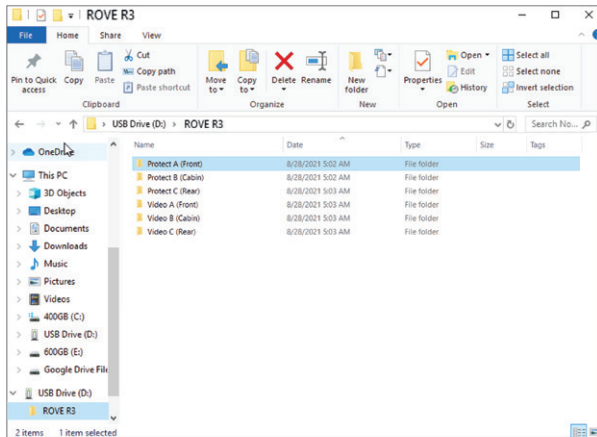 ROVE R3
File Home Share View
Pin to Quick access
Copy
Paste
Cut
Copy path
Paste shortcut
Move to
Copy to
Delete
Rename
New folder
Properties
Open
Edit
History
Select all
Select none
Invert selection
Clipboard Organize New Open Select
USB Drive (D:) ROVE R3
Search No...
Name Date Type Size Tags
Protect A (Front) 8/28/2021 5:02 AM File folder
Protect B (Cabin) 8/28/2021 5:02 AM File folder
Protect C (Rear) 8/28/2021 5:03 AM File folder
Video A (Front) 8/28/2021 5:03 AM File folder
Video B (Cabin) 8/28/2021 5:03 AM File folder
Video C (Rear) 8/28/2021 5:03 AM File folder
OneDrive
This PC
3D Objects
Desktop
Documents
Downloads
Music
Pictures
Videos
400GB (C:)
USB Drive (D:)
600GB (E:)
Google Drive File
USB Drive (D:)
ROVE R3
2 items 1 item selected